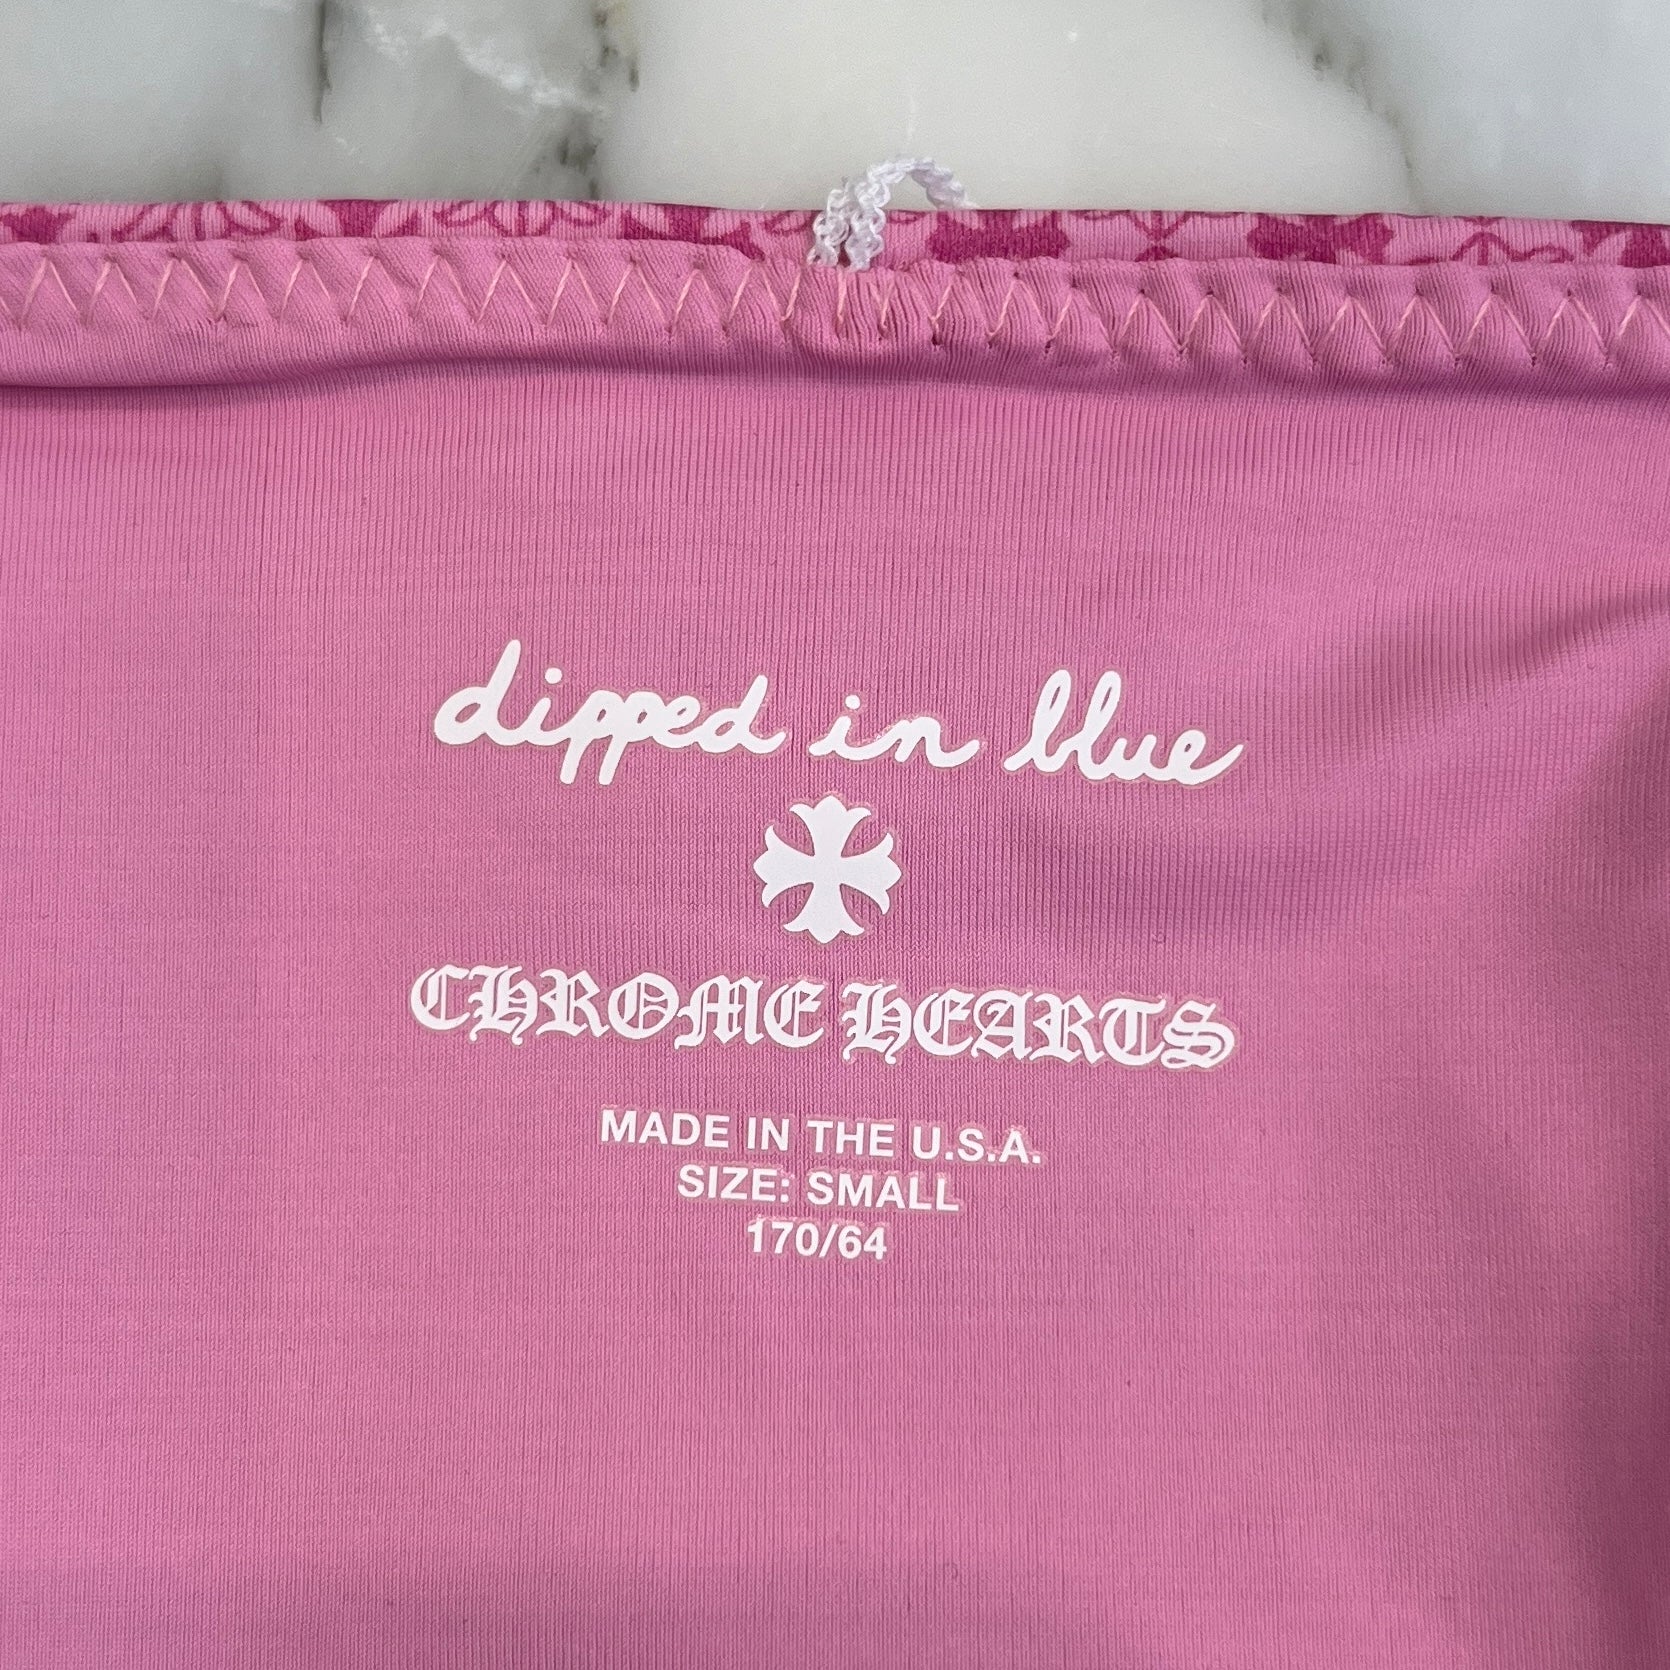 dipped in blue
CHROME HEARTS
MADE IN THE U.S.A.
SIZE: SMALL
170/64